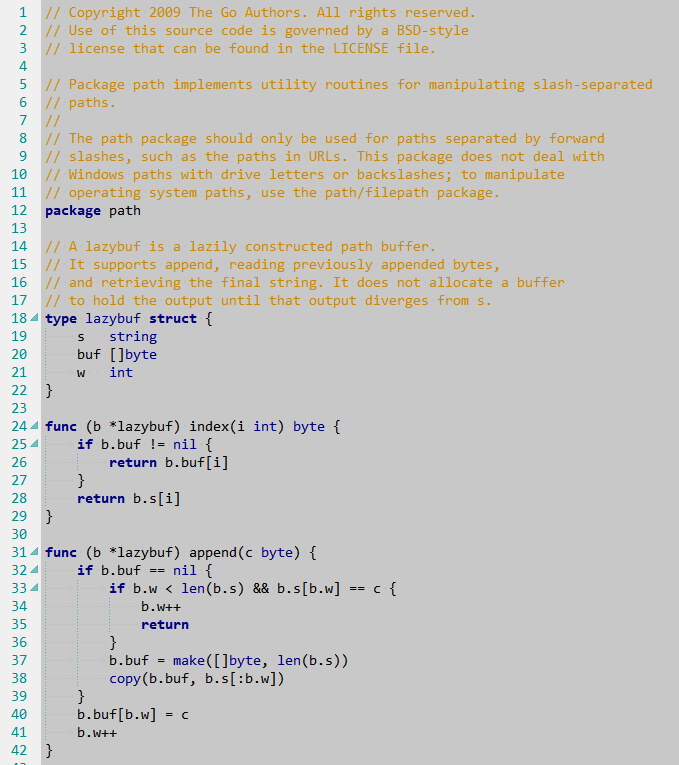 1 // Copyright 2009 The Go Authors. All rights reserved.
2 // Use of this source code is governed by a BSD-style
3 // license that can be found in the LICENSE file.
4
5 // Package path implements utility routines for manipulating slash-separated
6 // paths.
7 //
8 // The path package should only be used for paths separated by forward
9 // slashes, such as the paths in URLs. This package does not deal with
10 // Windows paths with drive letters or backslashes; to manipulate
11 // operating system paths, use the path/filepath package.
12 package path
13
14 // A lazybuf is a lazily constructed path buffer.
15 // It supports append, reading previously appended bytes,
16 // and retrieving the final string. It does not allocate a buffer
17 // to hold the output until that output diverges from s.
18 type lazybuf struct {
19     s   string
20     buf []byte
21     w   int
22 }
23
24 func (b *lazybuf) index(i int) byte {
25     if b.buf != nil {
26         return b.buf[i]
27     }
28     return b.s[i]
29 }
30
31 func (b *lazybuf) append(c byte) {
32     if b.buf == nil {
33         if b.w < len(b.s) && b.s[b.w] == c {
34             b.w++
35             return
36         }
37         b.buf = make([]byte, len(b.s))
38         copy(b.buf, b.s[:b.w])
39     }
40     b.buf[b.w] = c
41     b.w++
42 }